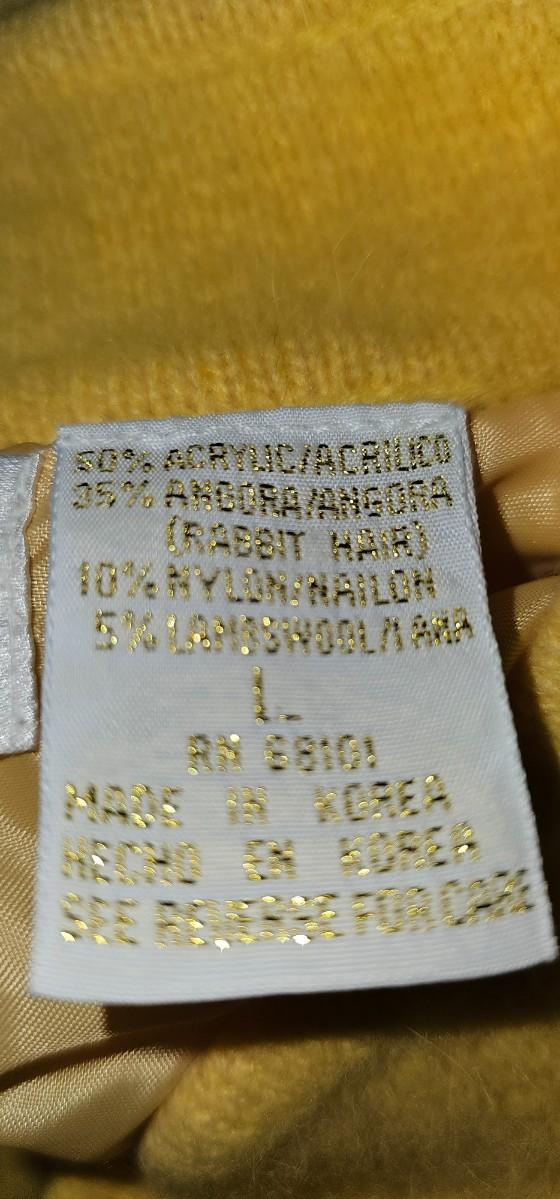 50% ACRYLIC/ACRILICO
35% ANGORA/ANGORA
(RABBIT HAIR)
10% NYLON/NAILON
5% LAMBSWOOL/LANA
L
RN 68101
MADE IN KOREA
HECHO EN KOREA
SEE REVERSE FOR CARE